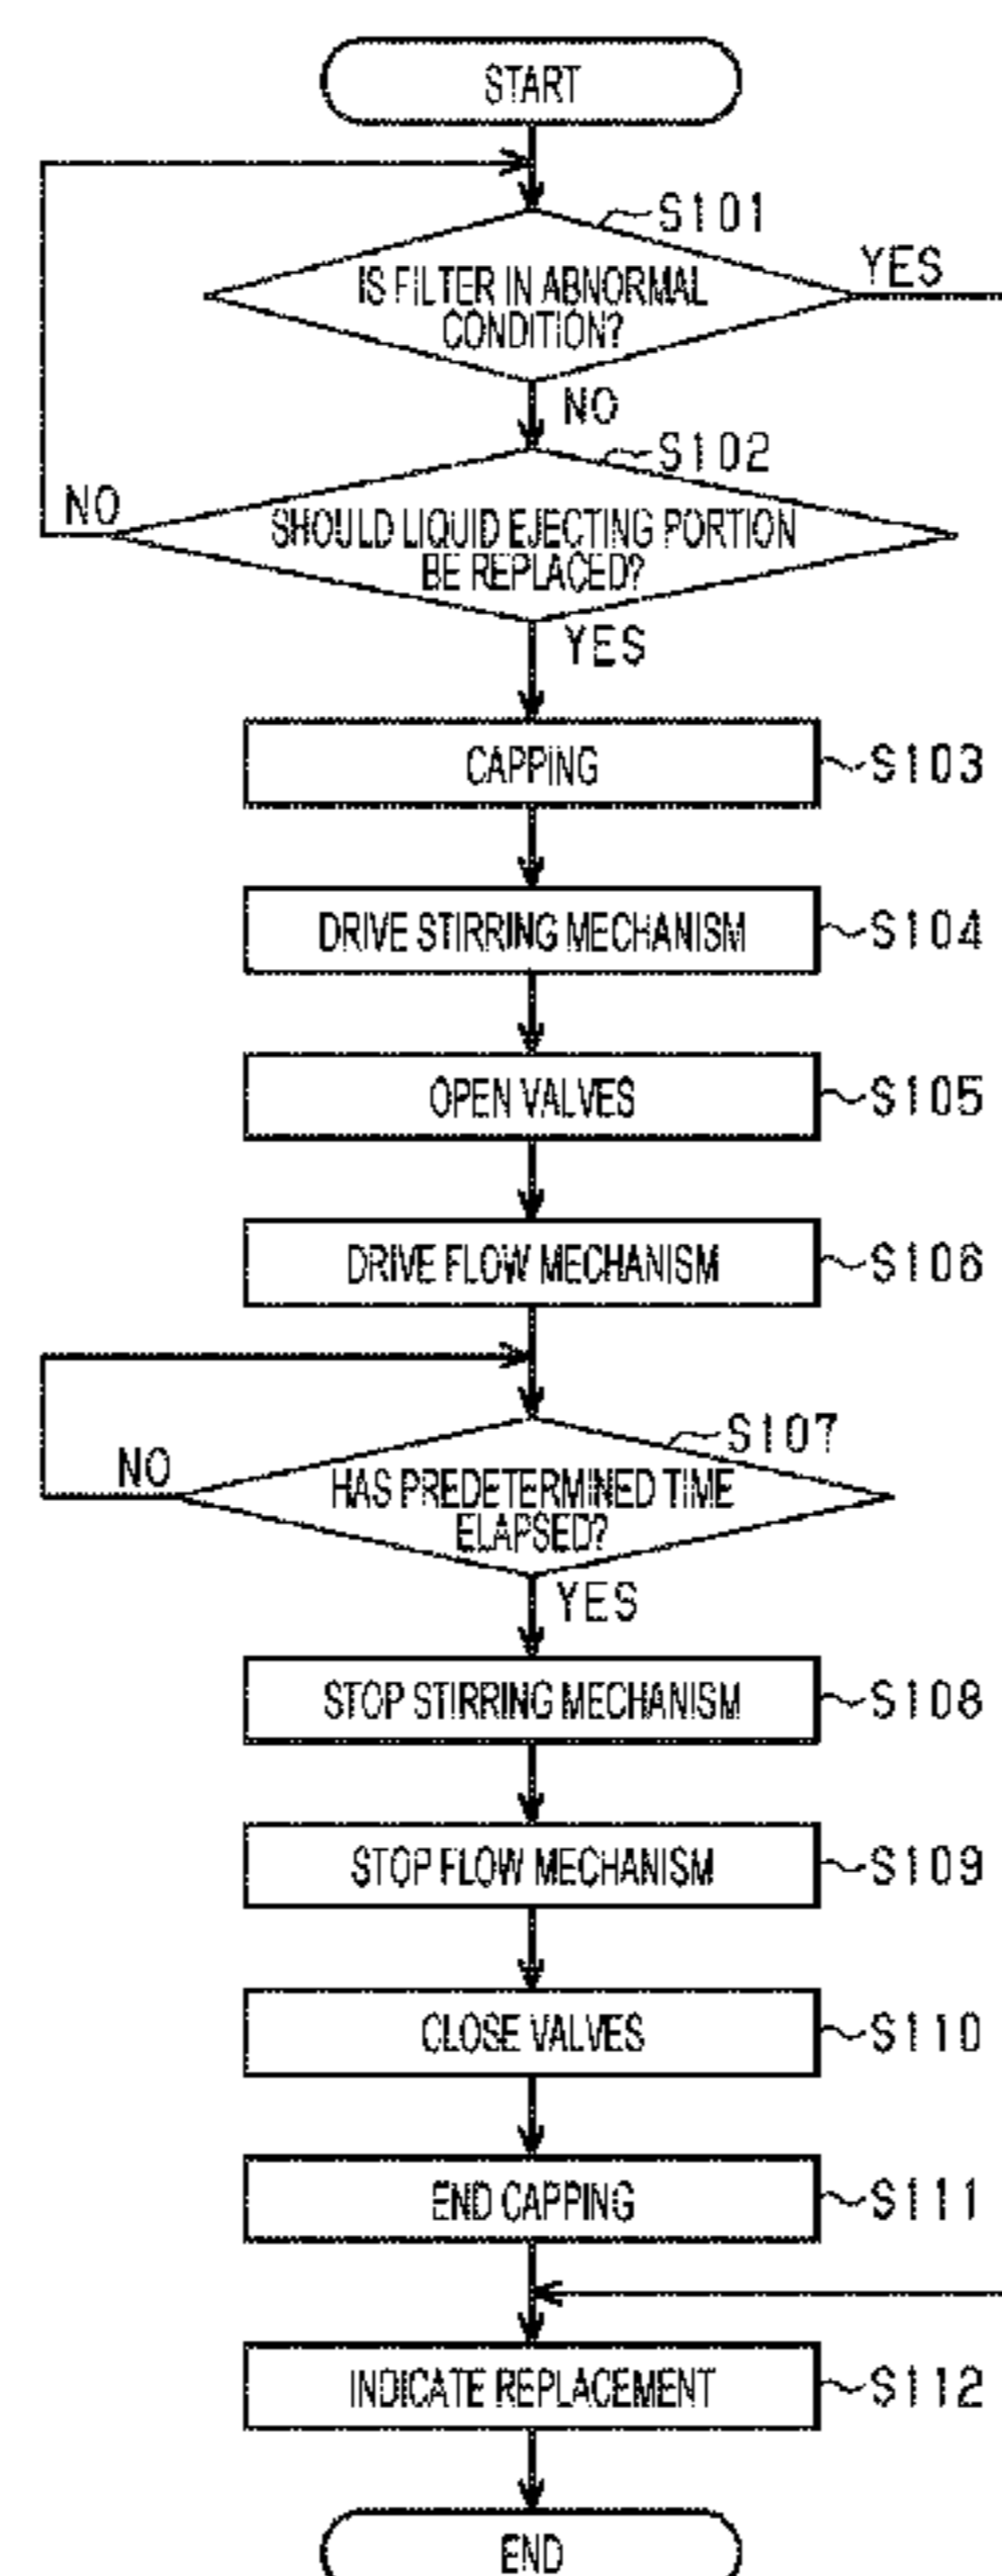 START
S101
IS FILTER IN ABNORMAL
CONDITION?
YES
NO
S102
SHOULD LIQUID EJECTING PORTION
BE REPLACED?
NO
YES
CAPPING
S103
DRIVE STIRRING MECHANISM
S104
OPEN VALVES
S105
DRIVE FLOW MECHANISM
S106
S107
HAS PREDETERMINED TIME
ELAPSED?
NO
YES
STOP STIRRING MECHANISM
S108
STOP FLOW MECHANISM
S109
CLOSE VALVES
S110
END CAPPING
S111
INDICATE REPLACEMENT
S112
END